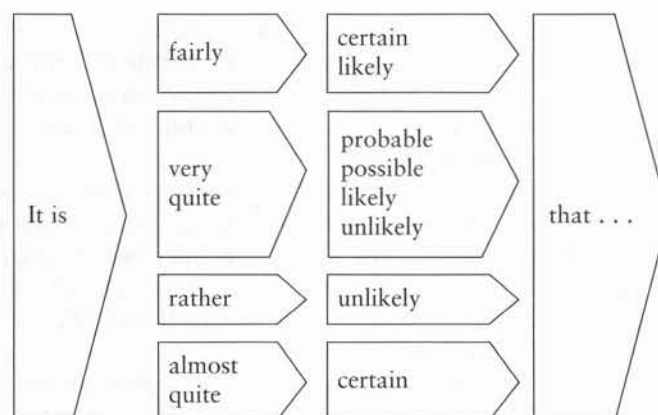 It is
fairly
certain
likely
very
quite
probable
possible
likely
unlikely
rather
unlikely
almost
quite
certain
that . . .